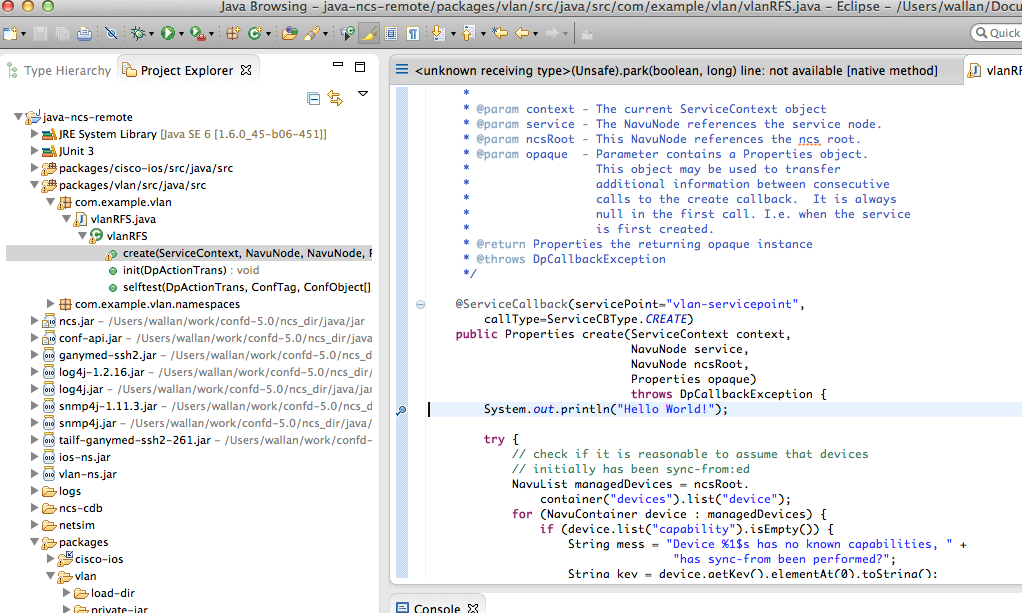 Java Browsing – java-ncs-remote/packages/vlan/src/java/src/com/example/vlan/vlanRFS.java – Eclipse – /Users/wallan/Docu
Quick
Type Hierarchy
Project Explorer
java-ncs-remote
JRE System Library [Java SE 6 [1.6.0_45-b06-451]]
JUnit 3
packages/cisco-ios/src/java/src
packages/vlan/src/java/src
com.example.vlan
vlanRFS.java
vlanRFS
create(ServiceContext, NavuNode, NavuNode, P
init(DpActionTrans) : void
selftest(DpActionTrans, ConfTag, ConfObject[]
com.example.vlan.namespaces
ncs.jar – /Users/wallan/work/confd-5.0/ncs_dir/java/jar
conf-api.jar – /Users/wallan/work/confd-5.0/ncs_dir/java
ganymed-ssh2.jar – /Users/wallan/work/confd-5.0/ncs_d
log4j-1.2.16.jar – /Users/wallan/work/confd-5.0/ncs_dir
log4j.jar – /Users/wallan/work/confd-5.0/ncs_dir/java/jar
snmp4j-1.11.3.jar – /Users/wallan/work/confd-5.0/ncs_d
snmp4j.jar – /Users/wallan/work/confd-5.0/ncs_dir/java/
tailf-ganymed-ssh2-261.jar – /Users/wallan/work/confd-
ios-ns.jar
vlan-ns.jar
logs
ncs-cdb
netsim
packages
cisco-ios
vlan
load-dir
private-jar
<unknown receiving type>(Unsafe).park(boolean, long) line: not available [native method]
vlanRF
*
* @param context - The current ServiceContext object
* @param service - The NavuNode references the service node.
* @param ncsRoot - This NavuNode references the ncs root.
* @param opaque  - Parameter contains a Properties object.
*                  This object may be used to transfer
*                  additional information between consecutive
*                  calls to the create callback.  It is always
*                  null in the first call. I.e. when the service
*                  is first created.
* @return Properties the returning opaque instance
* @throws DpCallbackException
*/
@ServiceCallback(servicePoint="vlan-servicepoint",
callType=ServiceCBType.CREATE)
public Properties create(ServiceContext context,
NavuNode service,
NavuNode ncsRoot,
Properties opaque)
throws DpCallbackException {
System.out.println("Hello World!");
try {
// check if it is reasonable to assume that devices
// initially has been sync-from:ed
NavuList managedDevices = ncsRoot.
container("devices").list("device");
for (NavuContainer device : managedDevices) {
if (device.list("capability").isEmpty()) {
String mess = "Device %1$s has no known capabilities, " +
"has sync-from been performed?";
String key = device.getKey().elementAt(0).toString();
Console